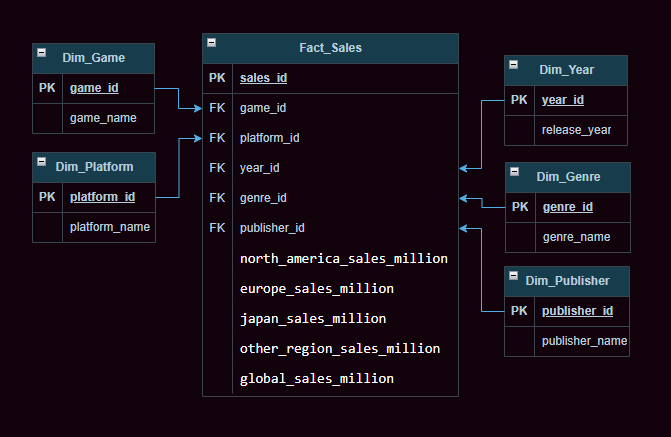 Dim_Game
PK game_id
game_name
Dim_Platform
PK platform_id
platform_name
Fact_Sales
PK sales_id
FK game_id
FK platform_id
FK year_id
FK genre_id
FK publisher_id
north_america_sales_million
europe_sales_million
japan_sales_million
other_region_sales_million
global_sales_million
Dim_Year
PK year_id
release_year
Dim_Genre
PK genre_id
genre_name
Dim_Publisher
PK publisher_id
publisher_name